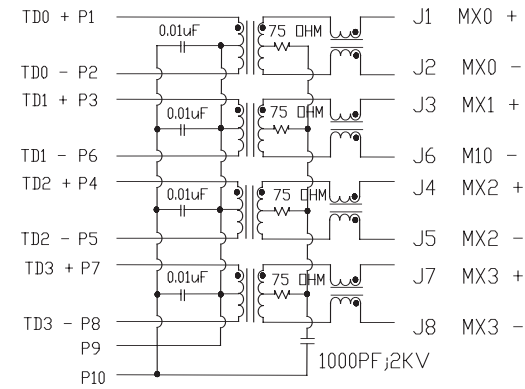 TD0 + P1 J1 MX0 +
0.01uF 75 OHM
TD0 - P2 J2 MX0 -
TD1 + P3 J3 MX1 +
0.01uF 75 OHM
TD1 - P6 J6 M10 -
TD2 + P4 J4 MX2 +
0.01uF 75 OHM
TD2 - P5 J5 MX2 -
TD3 + P7 J7 MX3 +
0.01uF 75 OHM
TD3 - P8 J8 MX3 -
P9
1000PF;2KV
P10